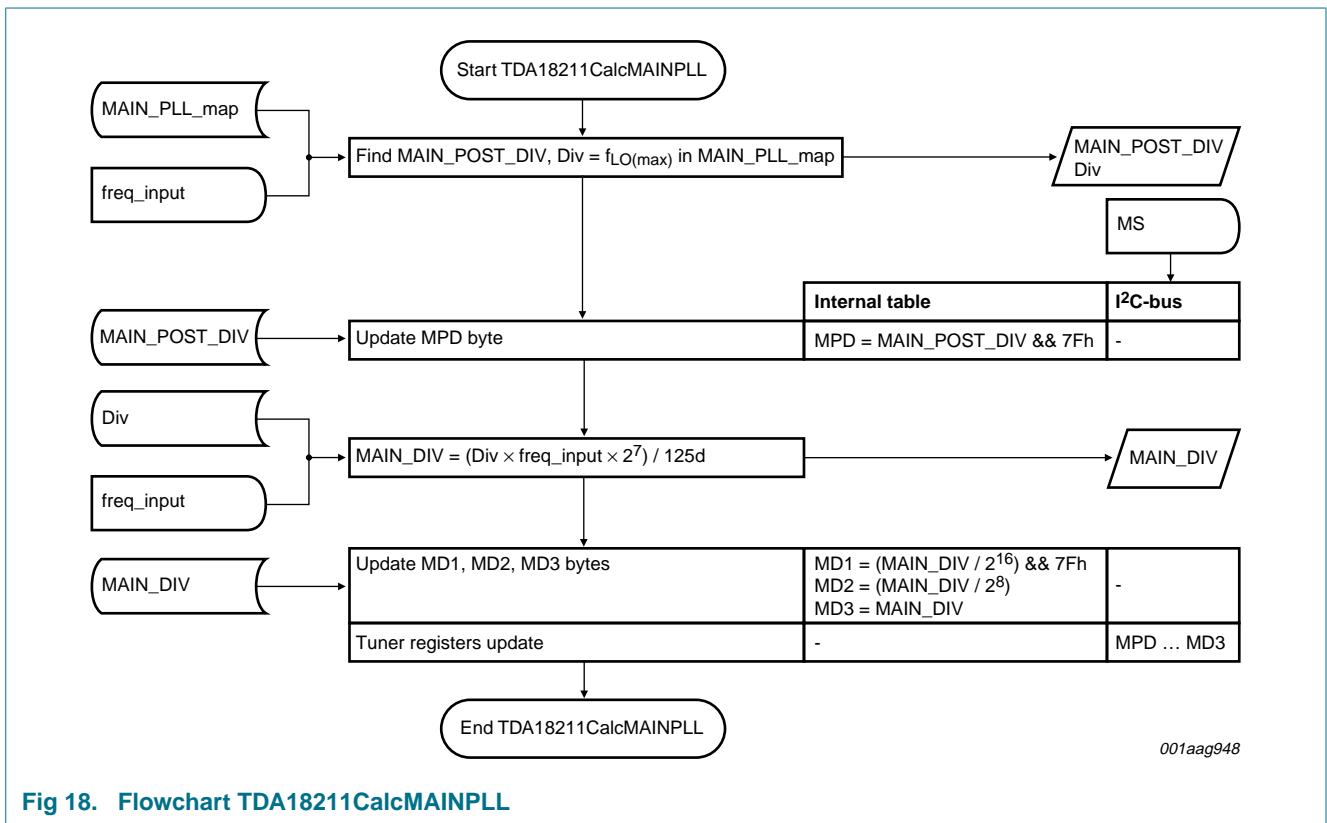 Start TDA18211CalcMAINPLL
MAIN_PLL_map
freq_input
Find MAIN_POST_DIV, Div = fLO(max) in MAIN_PLL_map
MAIN_POST_DIV
Div
MS
Internal table
I2C-bus
MAIN_POST_DIV
Update MPD byte
MPD = MAIN_POST_DIV && 7Fh
-
Div
freq_input
MAIN_DIV = (Div × freq_input × 2⁷) / 125d
MAIN_DIV
MAIN_DIV
Update MD1, MD2, MD3 bytes
MD1 = (MAIN_DIV / 2¹⁶) && 7Fh
MD2 = (MAIN_DIV / 2⁸)
MD3 = MAIN_DIV
-
Tuner registers update
-
MPD … MD3
End TDA18211CalcMAINPLL
001aag948
Fig 18. Flowchart TDA18211CalcMAINPLL